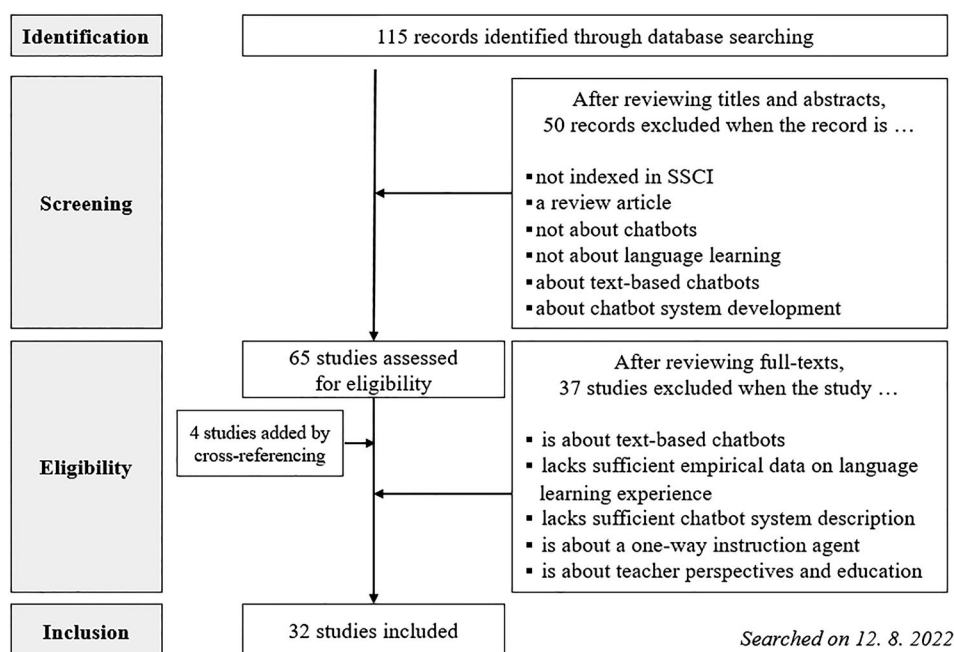 Identification
115 records identified through database searching
Screening
After reviewing titles and abstracts,
50 records excluded when the record is …
▪ not indexed in SSCI
▪ a review article
▪ not about chatbots
▪ not about language learning
▪ about text-based chatbots
▪ about chatbot system development
Eligibility
65 studies assessed
for eligibility
4 studies added by
cross-referencing
After reviewing full-texts,
37 studies excluded when the study …
▪ is about text-based chatbots
▪ lacks sufficient empirical data on language
learning experience
▪ lacks sufficient chatbot system description
▪ is about a one-way instruction agent
▪ is about teacher perspectives and education
Inclusion
32 studies included
Searched on 12. 8. 2022